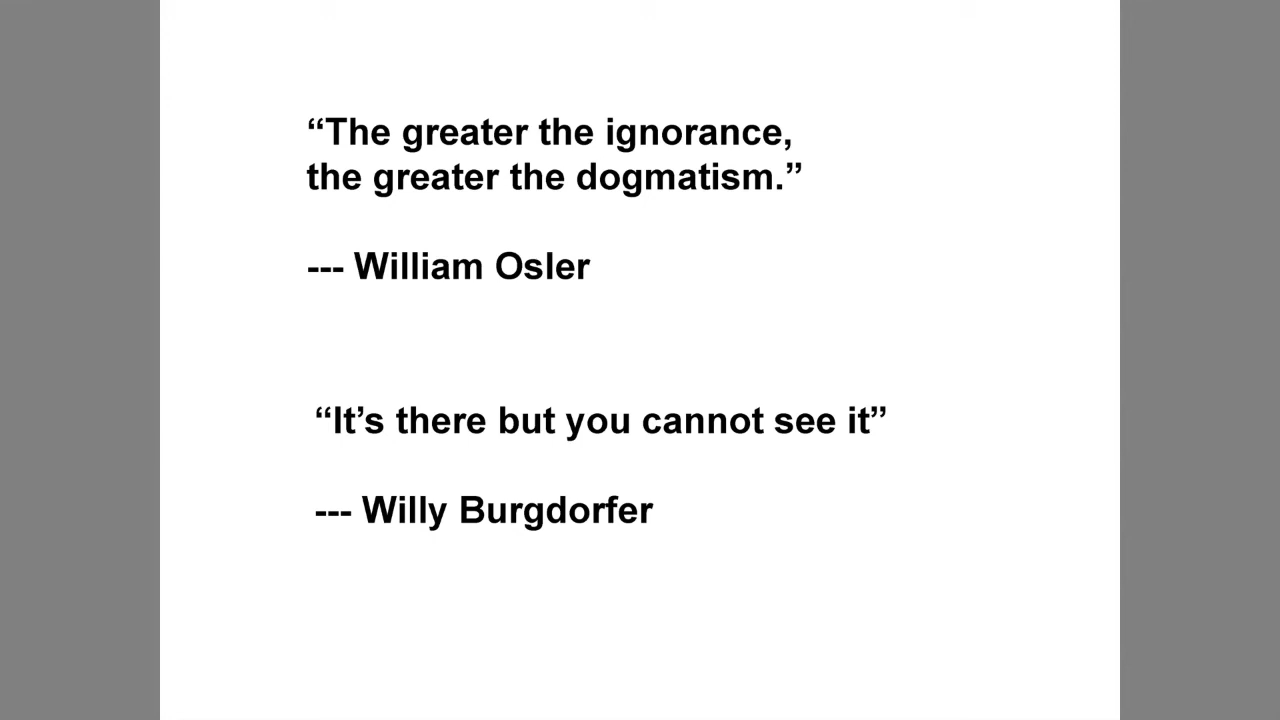 “The greater the ignorance,
the greater the dogmatism.”
--- William Osler
“It’s there but you cannot see it”
--- Willy Burgdorfer